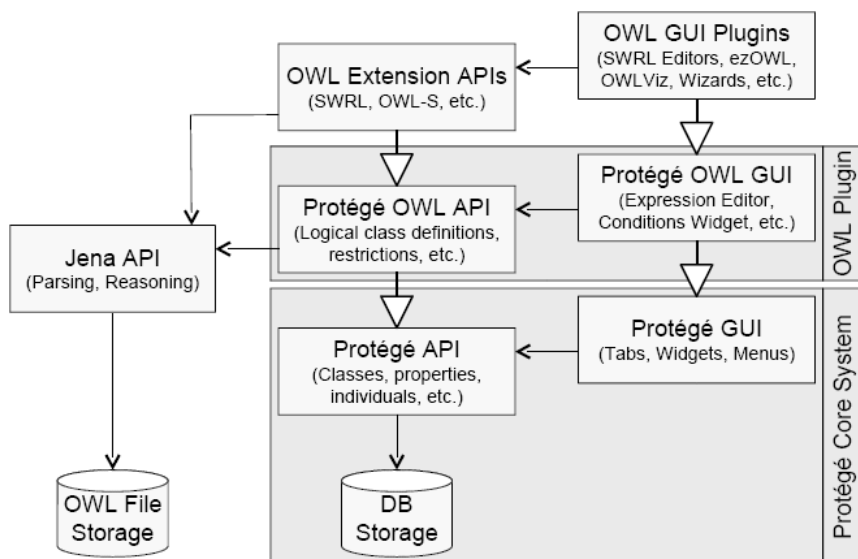 OWL GUI Plugins
(SWRL Editors, ezOWL,
OWLViz, Wizards, etc.)
OWL Extension APIs
(SWRL, OWL-S, etc.)
Protégé OWL GUI
(Expression Editor,
Conditions Widget, etc.)
Protégé OWL API
(Logical class definitions,
restrictions, etc.)
OWL Plugin
Jena API
(Parsing, Reasoning)
Protégé GUI
(Tabs, Widgets, Menus)
Protégé API
(Classes, properties,
individuals, etc.)
Protégé Core System
OWL File
Storage
DB
Storage